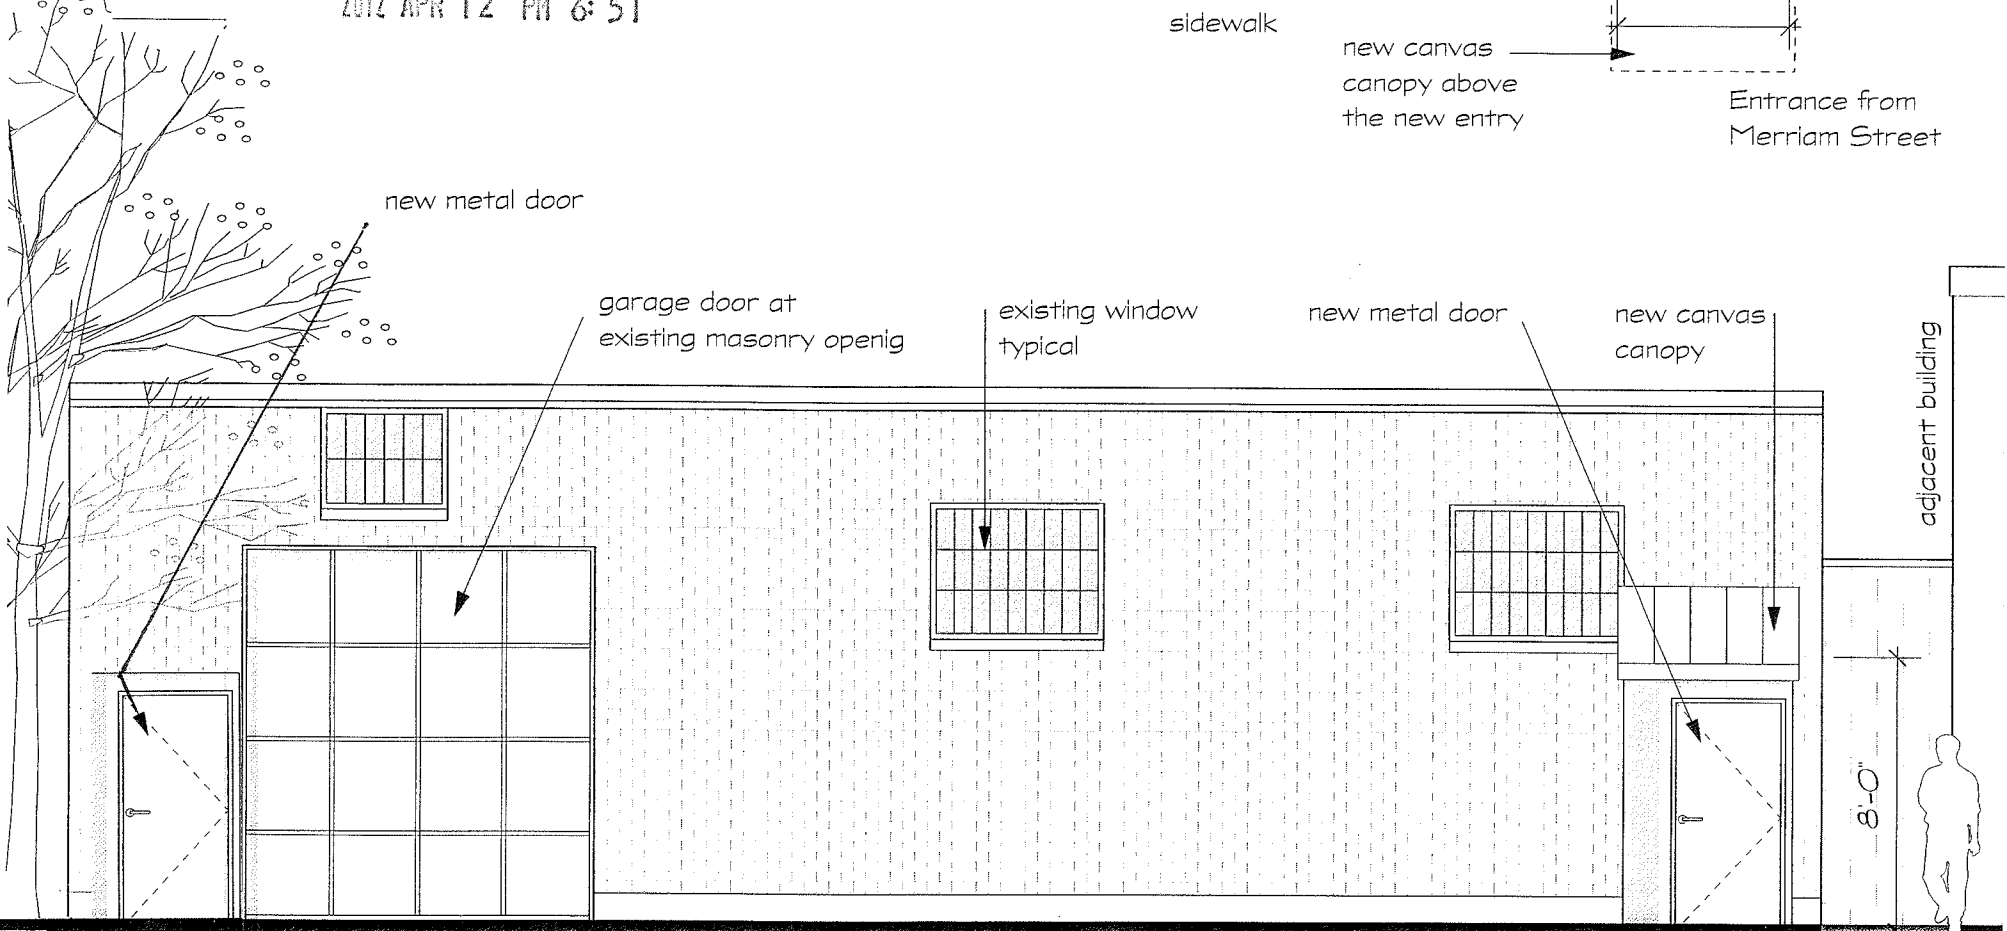 2012 APR 12 PM 6:51
sidewalk
new canvas
canopy above
the new entry
Entrance from
Merriam Street
new metal door
garage door at
existing masonry openig
existing window
typical
new metal door
new canvas
canopy
adjacent building
8'-0"